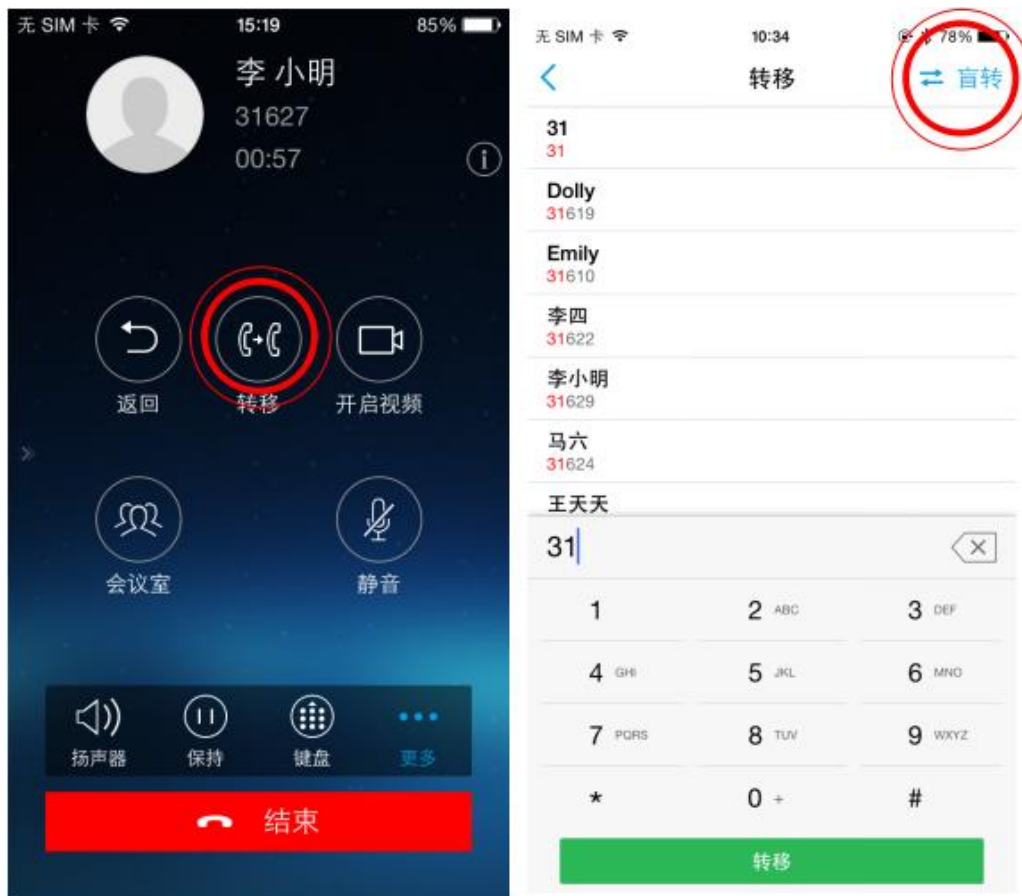 无 SIM 卡 15:19 85%
李 小明
31627
00:57
返回 转移 开启视频
会议室 静音
扬声器 保持 键盘 更多
结束
无 SIM 卡 10:34 78%
转移 盲转
31
31
Dolly
31619
Emily
31610
李四
31622
李小明
31629
马六
31624
王天天
31
1 2 ABC 3 DEF
4 GHI 5 JKL 6 MNO
7 PQRS 8 TUV 9 WXYZ
* 0 + #
转移